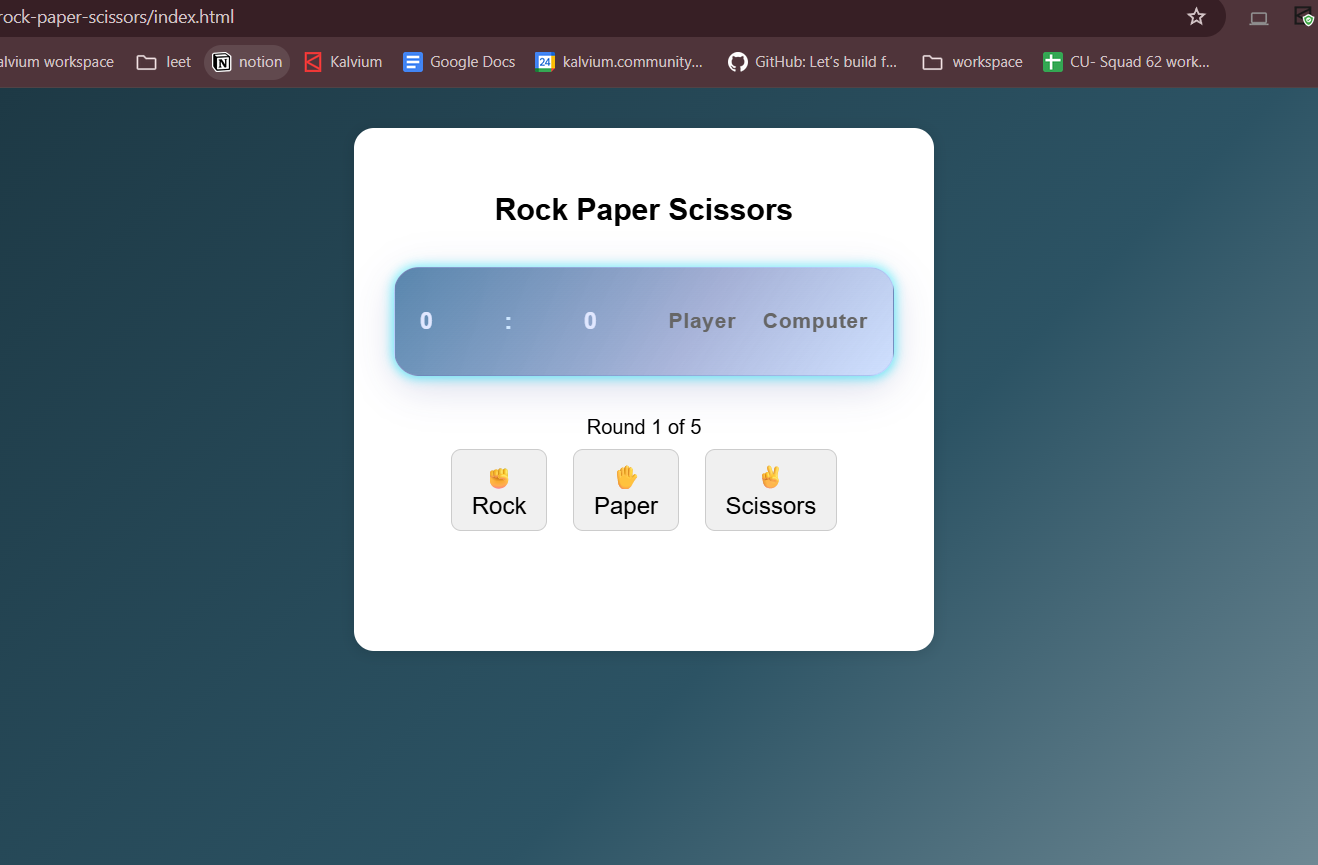 rock-paper-scissors/index.html
alvium workspace leet notion Kalvium Google Docs 24 kalvium.community... GitHub: Let's build f... workspace CU- Squad 62 work...
Rock Paper Scissors
0 : 0 Player Computer
Round 1 of 5
Rock Paper Scissors